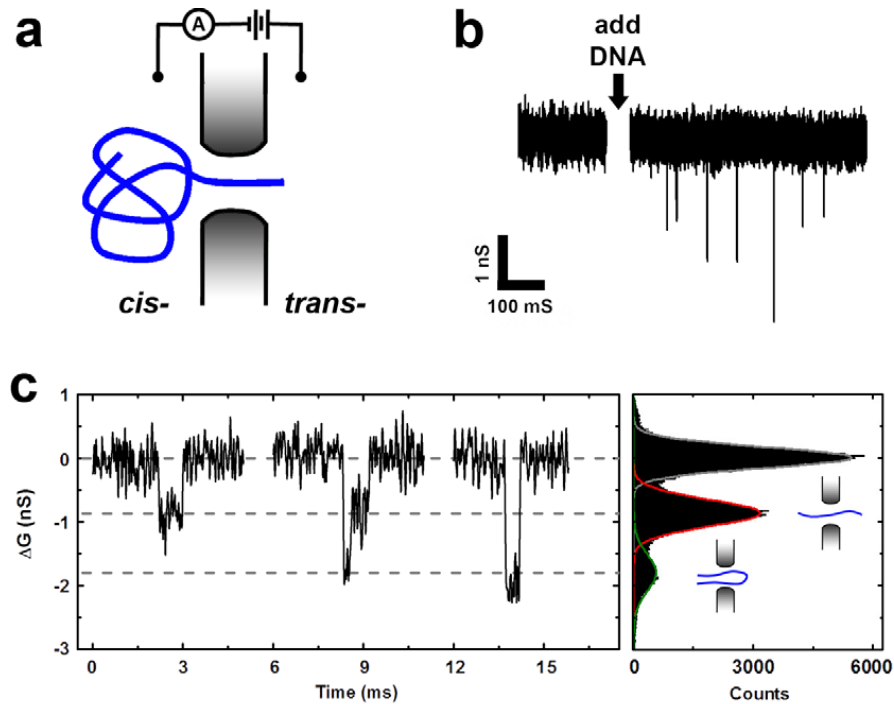 a
A
cis-
trans-
b
add
DNA
1 nS
100 mS
c
ΔG (nS)
1
0
-1
-2
-3
0
3
6
9
12
15
Time (ms)
0
3000
6000
Counts